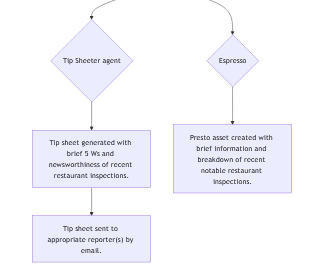 Tip Sheeter agent
Espresso
Tip sheet generated with
brief 5 Ws and
newsworthiness of recent
restaurant inspections.
Presto asset created with
brief information and
breakdown of recent
notable restaurant
inspections.
Tip sheet sent to
appropriate reporter(s) by
email.